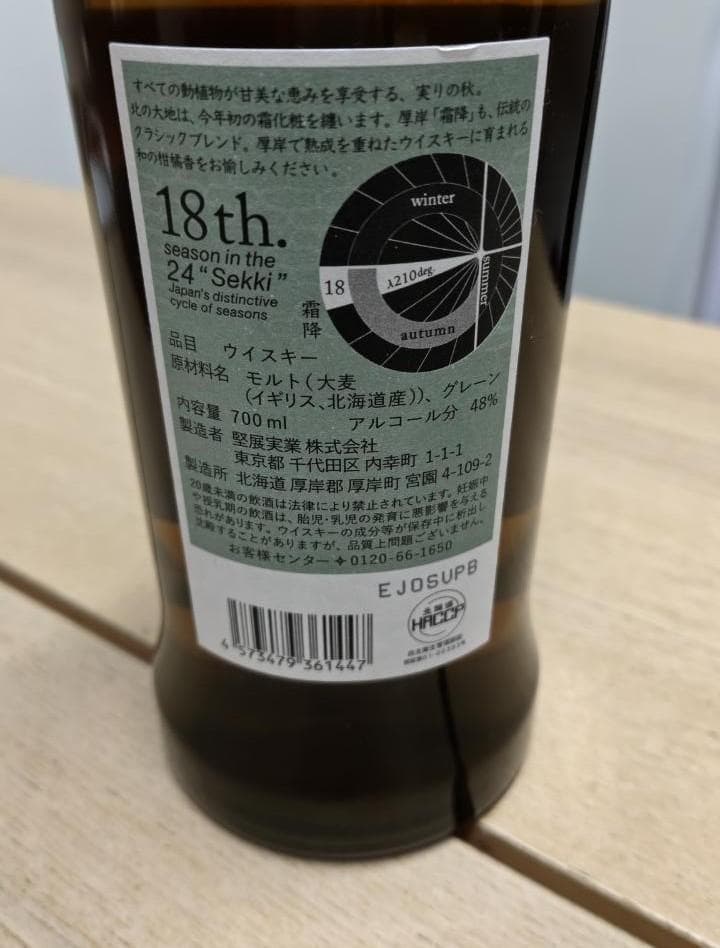 すべての動植物が甘美な恵みを享受する、実りの秋。
北の大地は、今年初の霜化粧を纏います。厚岸「霜降」も、伝統の
クラシックブレンド。厚岸で熟成を重ねたウイスキーに育まれる
和の柑橘香をお愉しみください。
18th.
season in the
24 “Sekki”
Japan's distinctive
cycle of seasons
霜降
winter
summer
autumn
18
λ210deg.
品目 ウイスキー
原材料名 モルト(大麦
(イギリス、北海道産))、グレーン
内容量 700ml アルコール分 48%
製造者 堅展実業 株式会社
東京都 千代田区 内幸町 1-1-1
製造所 北海道 厚岸郡 厚岸町 宮園 4-109-2
20歳未満の飲酒は法律により禁止されています。妊娠中
や授乳期の飲酒は、胎児・乳児の発育に悪影響を与える
恐れがあります。ウイスキーの成分等が保存中に析出し
沈殿することがありますが、品質上問題ございません。
お客様センター✧0120-66-1650
EJOSUPB
4 573479 361447
北海道
HACCP